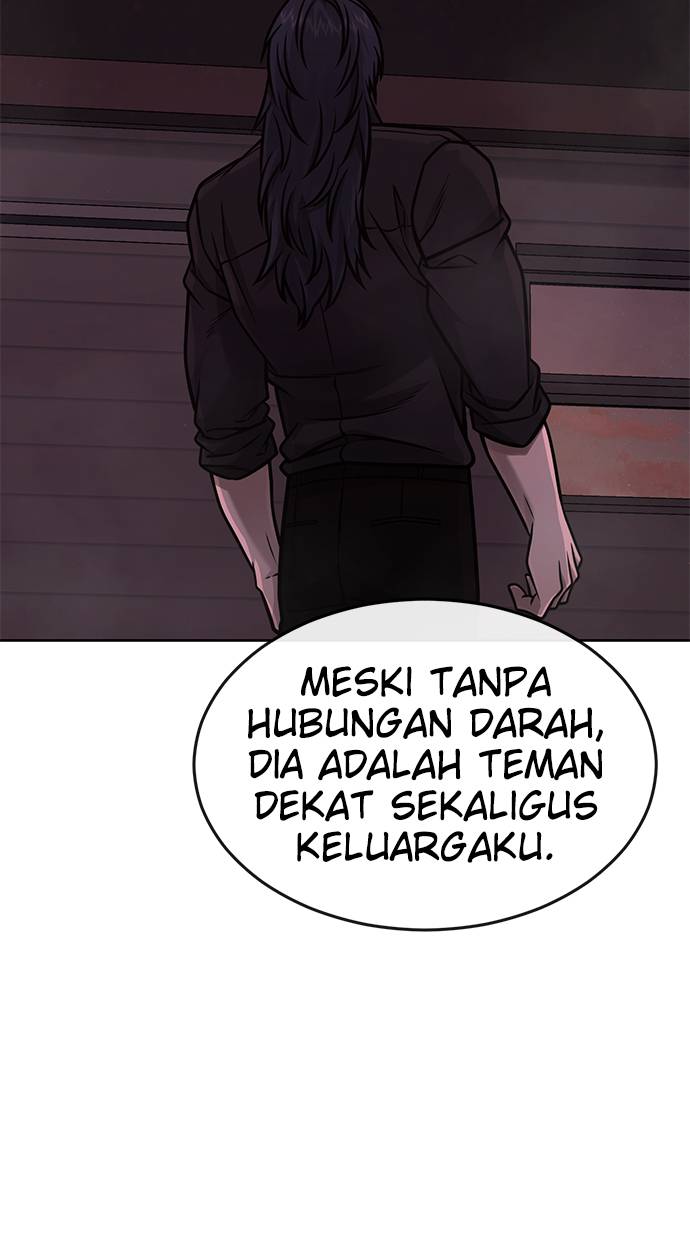 MESKI TANPA
HUBUNGAN DARAH,
DIA ADALAH TEMAN
DEKAT SEKALIGUS
KELUARGAKU.